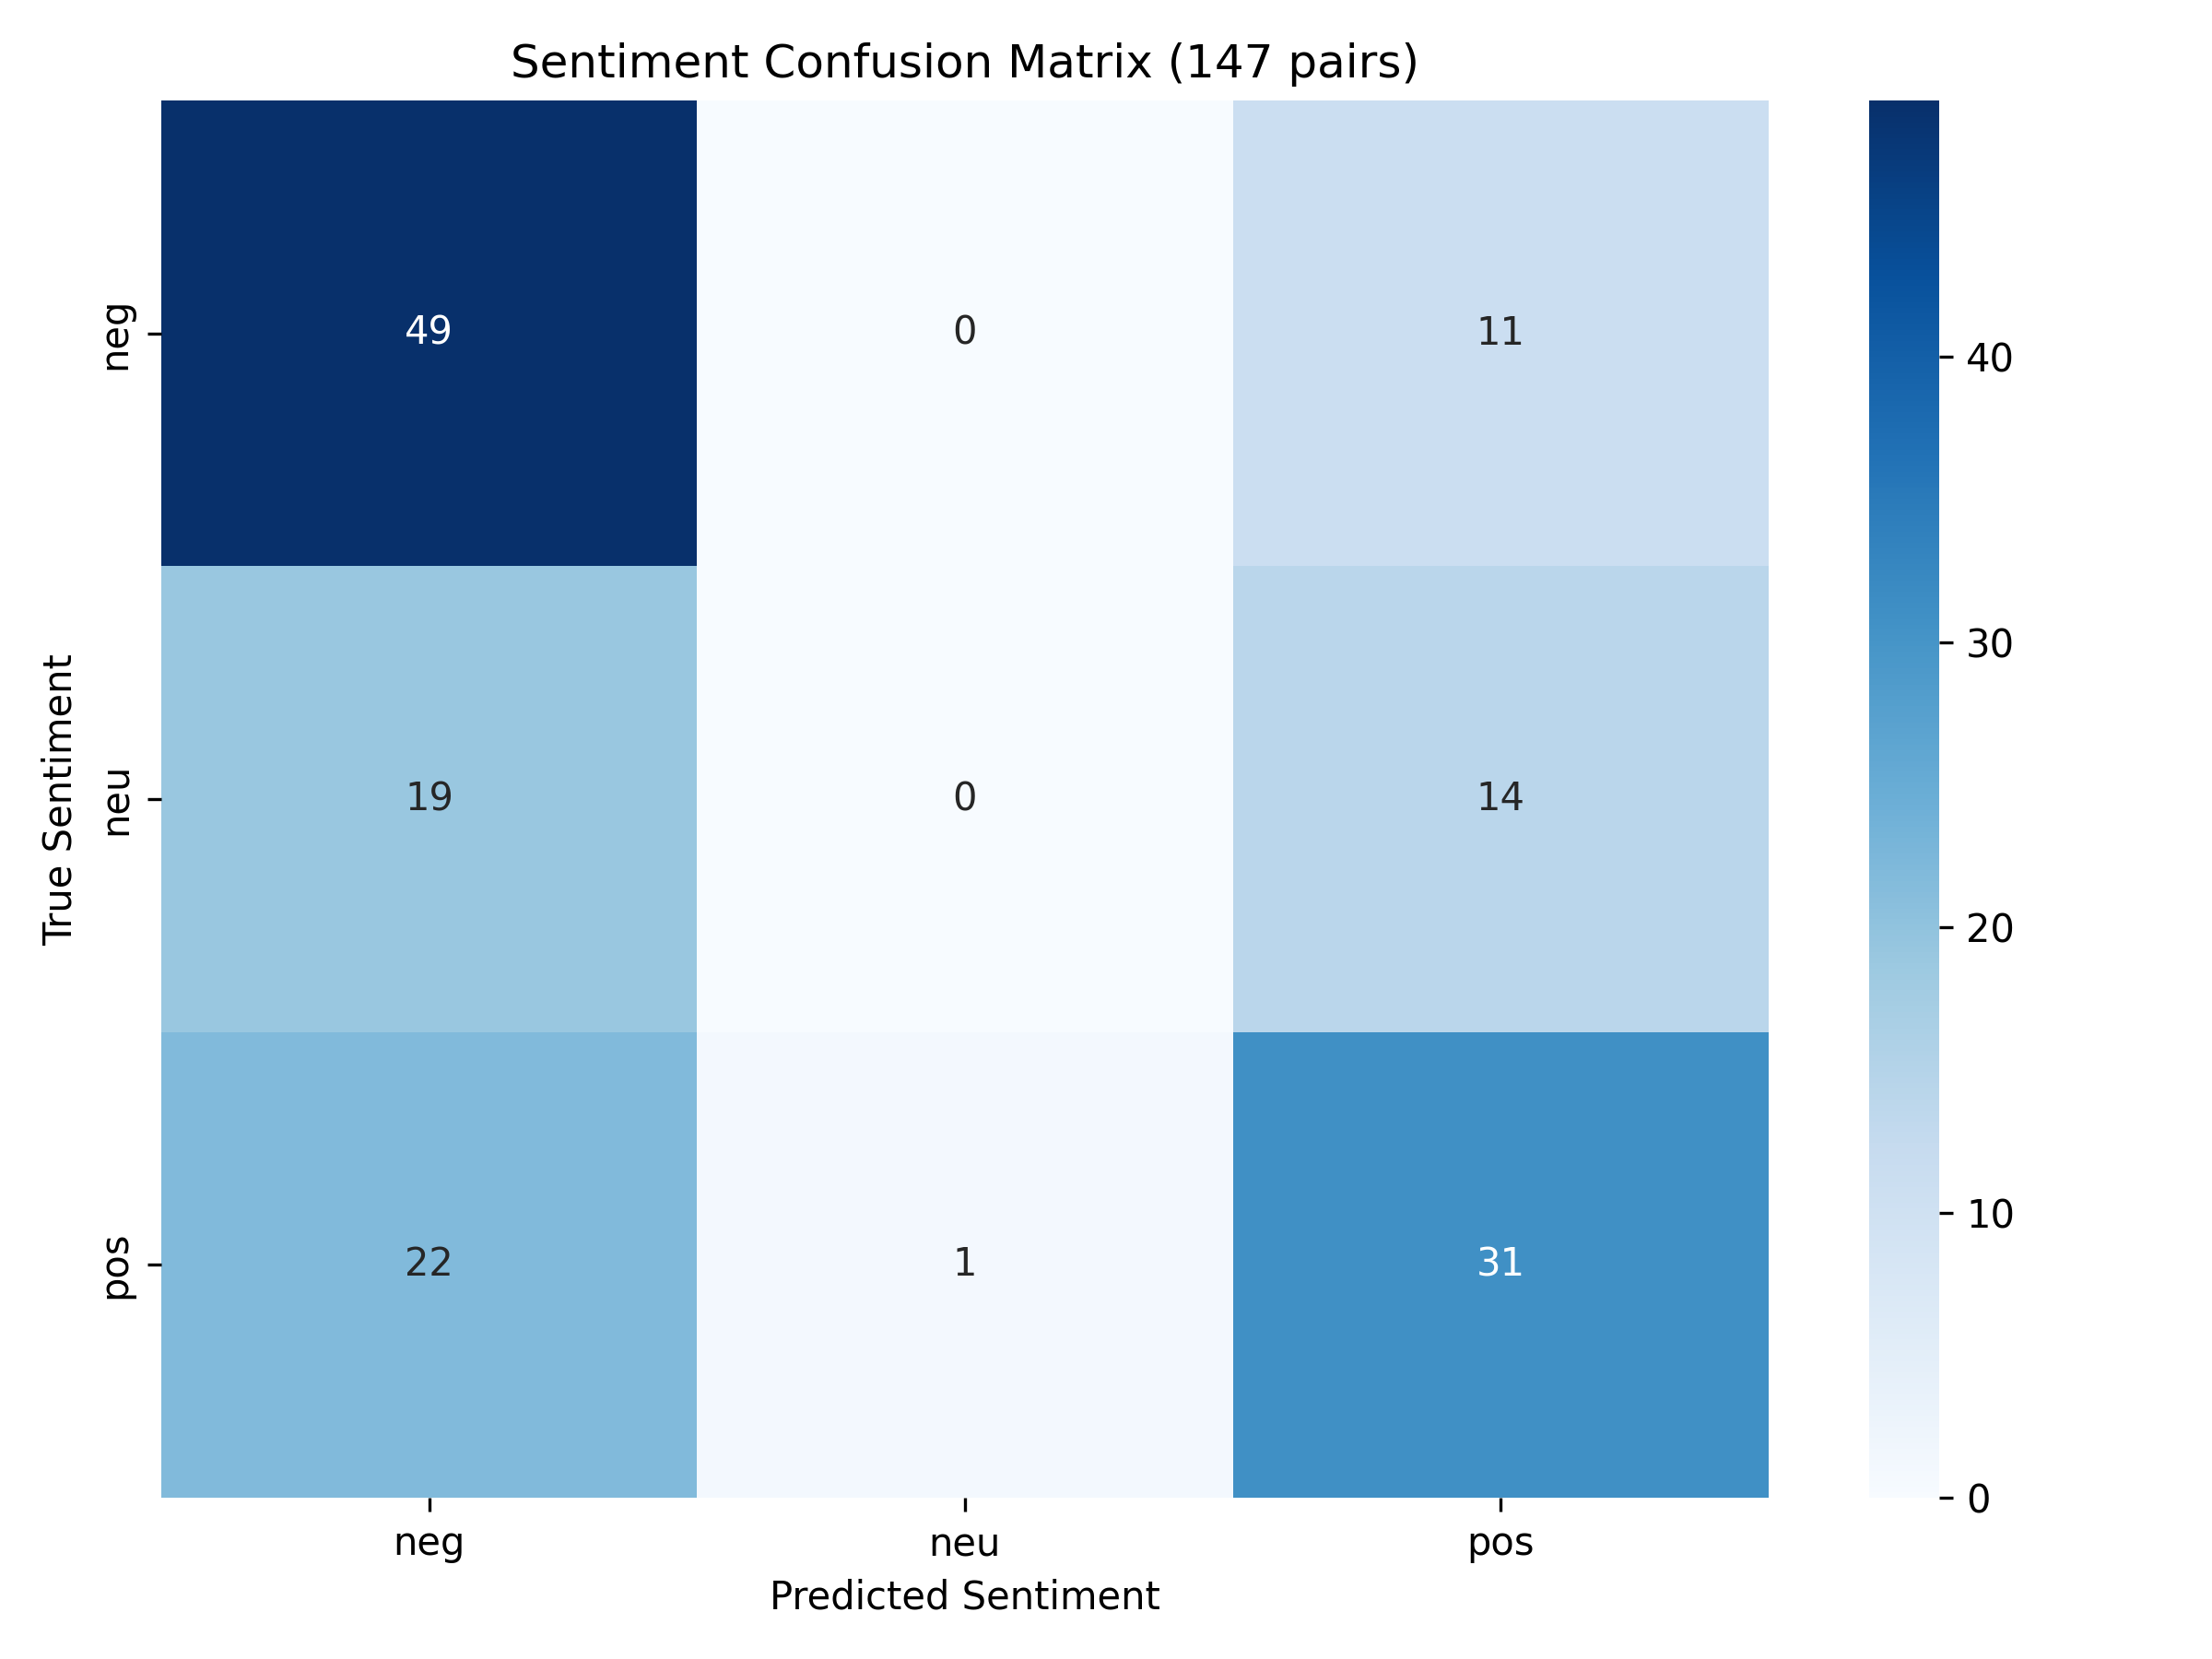 Sentiment Confusion Matrix (147 pairs)
True Sentiment
neg
49
0
11
neu
19
0
14
pos
22
1
31
neg
neu
pos
Predicted Sentiment
40
30
20
10
0